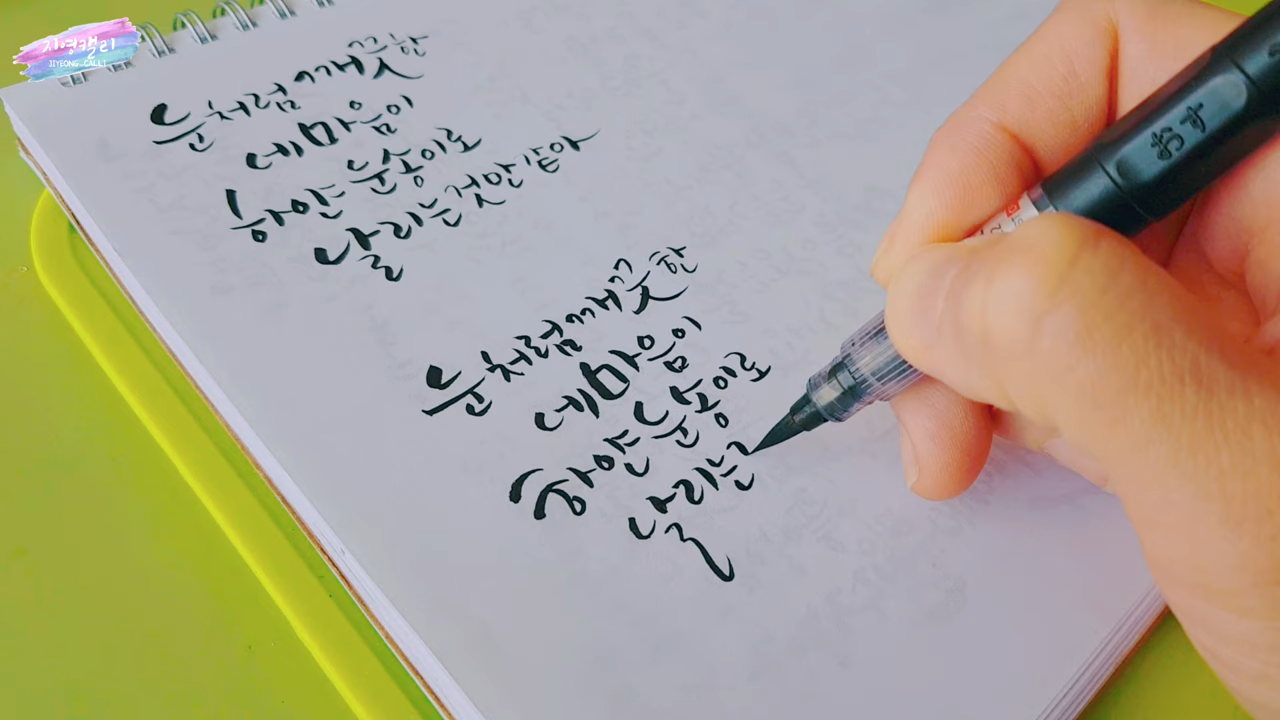 지영캘리
JIYEONG.CALLI
눈처럼 깨끗한
네 마음이
하얀 눈송이로
날리는 것만 같아
눈처럼 깨끗한
네 마음이
하얀 눈송이로
날리는
おす